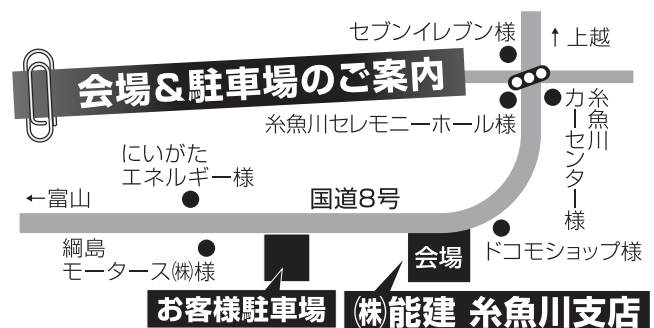 セブンイレブン様
↑上越
会場&駐車場のご案内
糸魚川セレモニーホール様
糸魚川
カーセンター様
にいがた
エネルギー様
←富山
国道8号
綱島
モータース㈱様
会場
ドコモショップ様
お客様駐車場
㈱能建 糸魚川支店